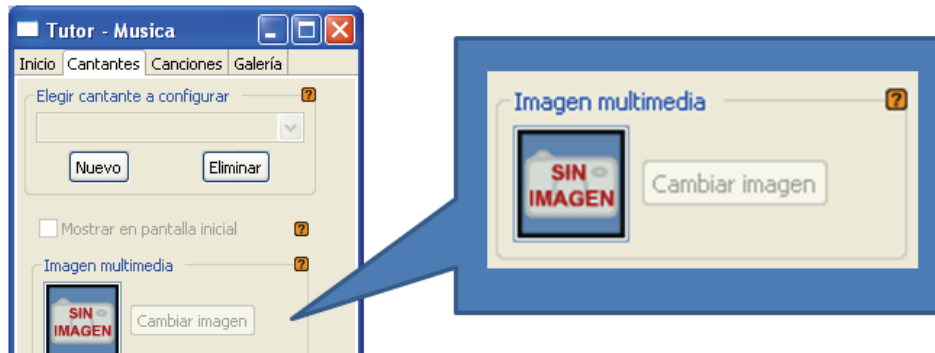 Tutor - Musica
Inicio Cantantes Canciones Galería
Elegir cantante a configurar ?
Nuevo Eliminar
Mostrar en pantalla inicial ?
Imagen multimedia ?
SIN
IMAGEN
Cambiar imagen
Imagen multimedia ?
SIN
IMAGEN
Cambiar imagen